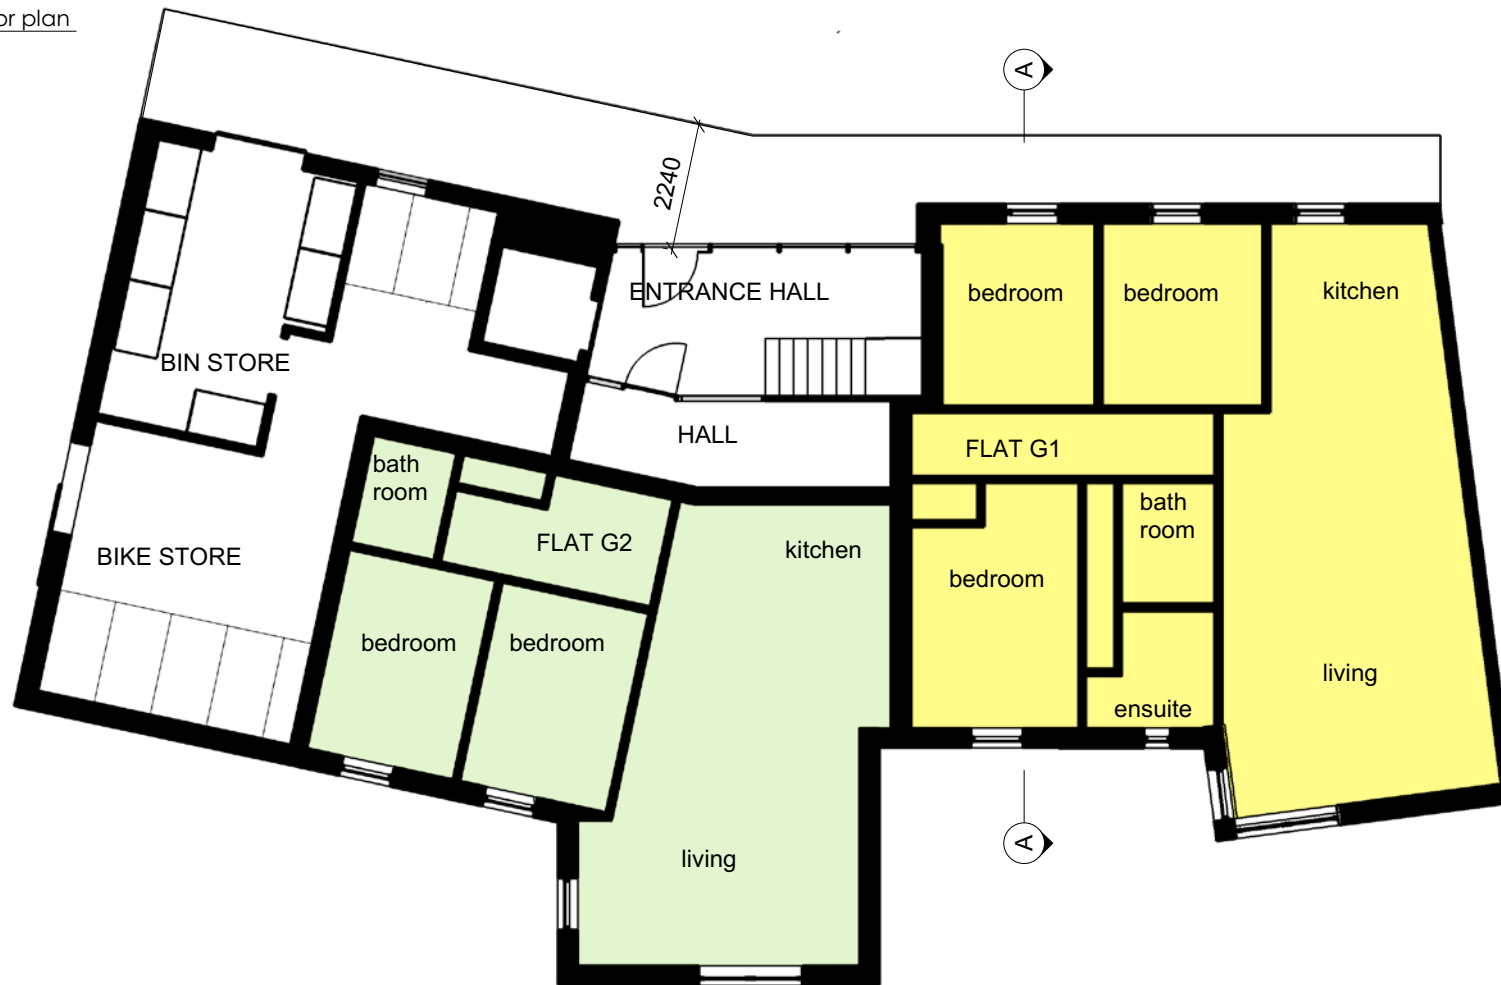 or plan
A
2240
ENTRANCE HALL
bedroom
bedroom
kitchen
BIN STORE
HALL
FLAT G1
bath
room
bath
room
FLAT G2
kitchen
BIKE STORE
bedroom
bedroom
bedroom
living
ensuite
living
A